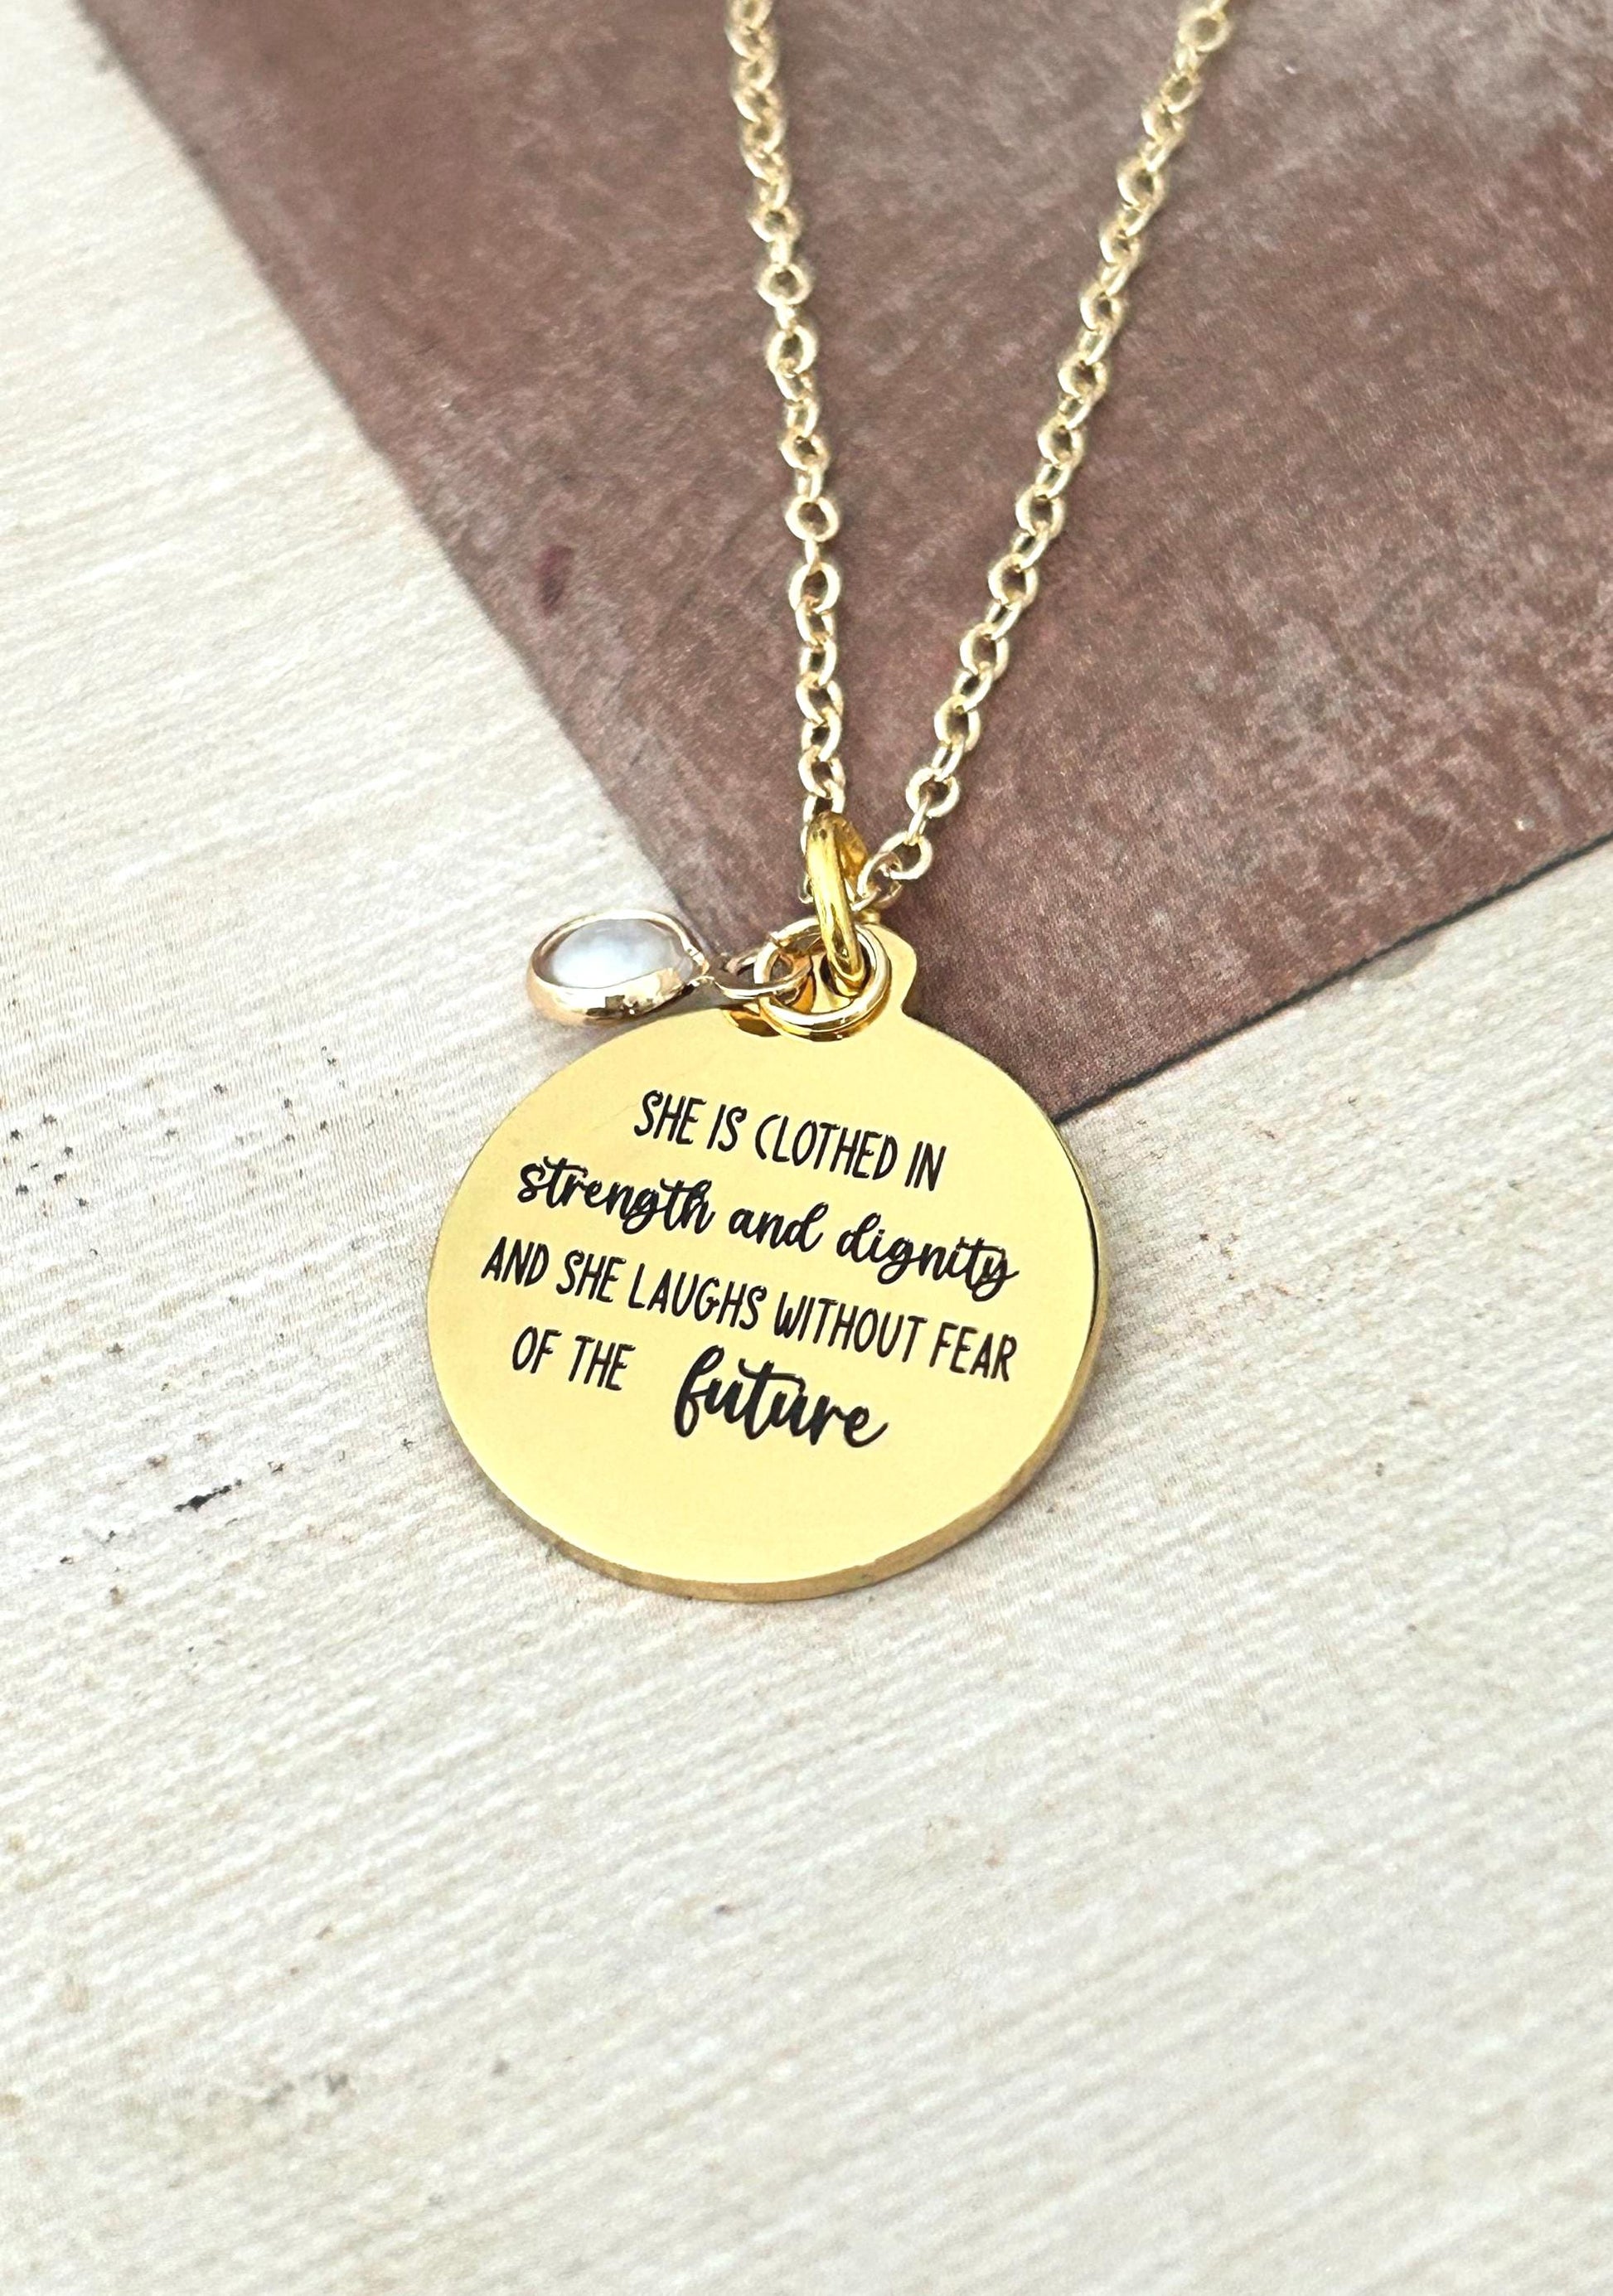 SHE IS CLOTHED IN
strength and dignity
AND SHE LAUGHS WITHOUT FEAR
OF THE future